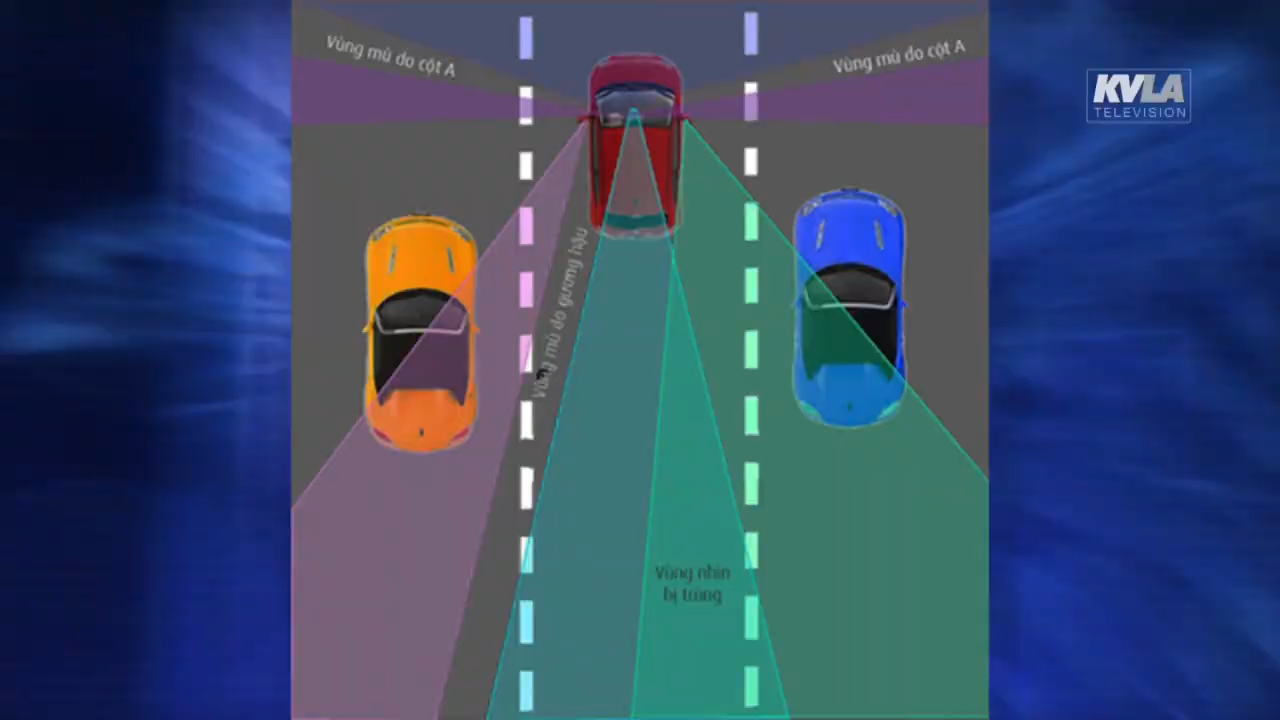 Vùng mù do cột A
Vùng mù do cột A
KVLA
TELEVISION
Vùng mù do gương hậu
Vùng nhìn
bị trùng